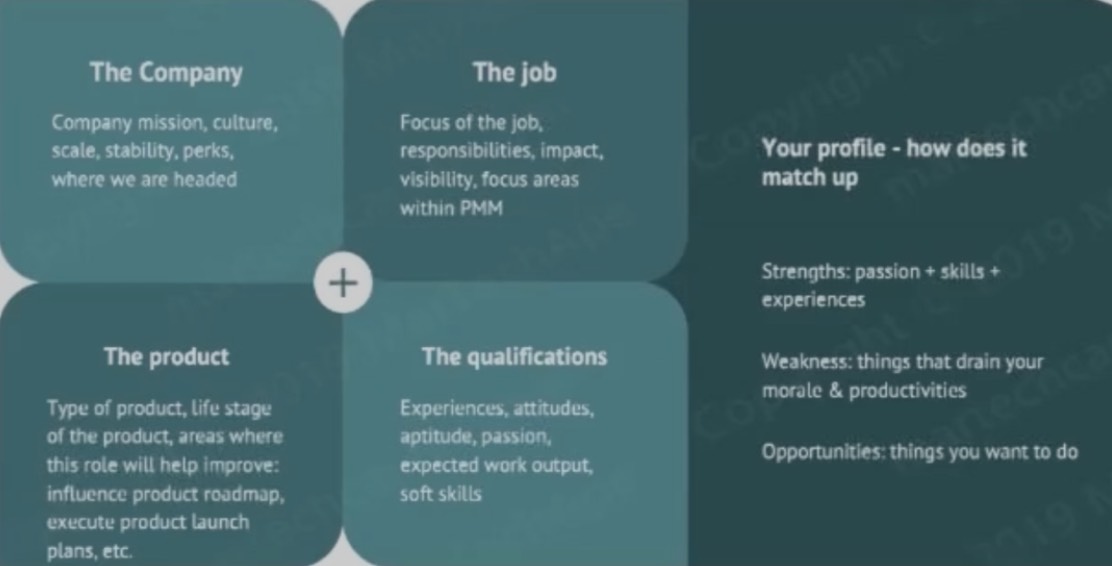 The Company
Company mission, culture,
scale, stability, perks,
where we are headed
The job
Focus of the job,
responsibilities, impact,
visibility, focus areas
within PMM
The product
Type of product, life stage
of the product, areas where
this role will help improve:
influence product roadmap,
execute product launch
plans, etc.
The qualifications
Experiences, attitudes,
aptitude, passion,
expected work output,
soft skills
Your profile - how does it
match up
Strengths: passion + skills +
experiences
Weakness: things that drain your
morale & productivities
Opportunities: things you want to do